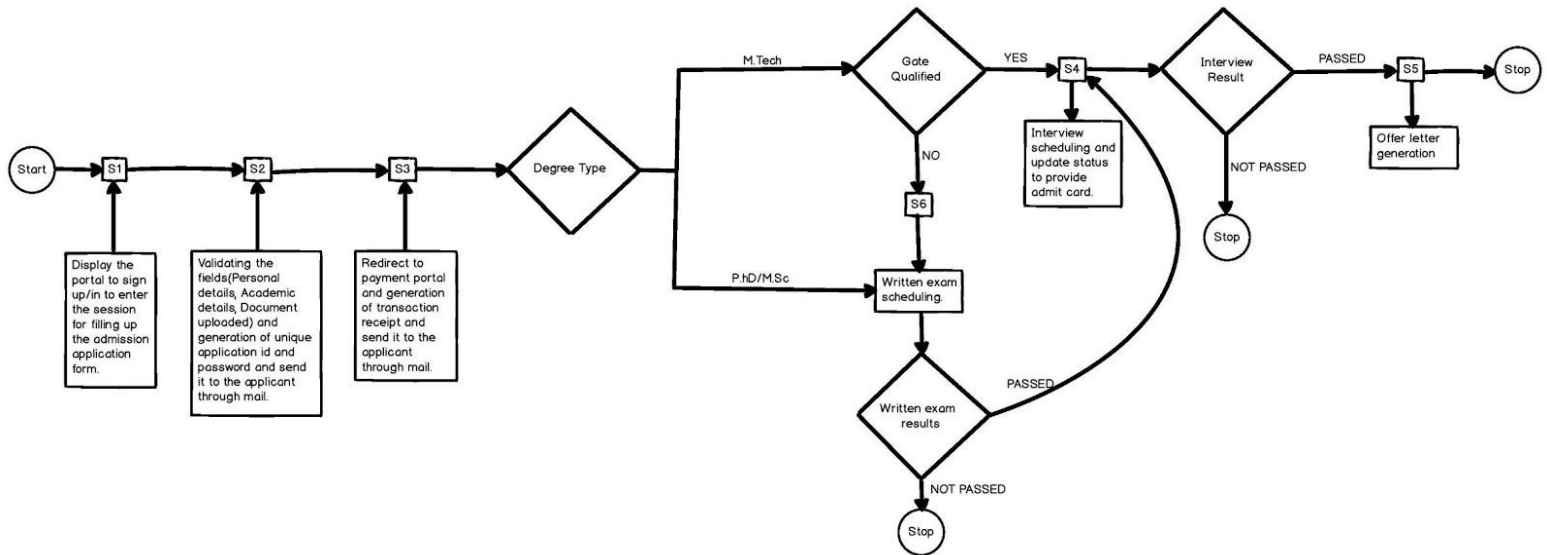 Start
S1
Display the
portal to sign
up/in to enter
the session
for filling up
the admission
application
form.
S2
Validating the
fields(Personal
details, Academic
details, Document
uploaded) and
generation of unique
application id and
password and send
it to the applicant
through mail.
S3
Redirect to
payment portal
and generation
of transaction
receipt and
send it to the
applicant
through mail.
Degree Type
M.Tech
P.hD/M.Sc
Gate
Qualified
YES
NO
S6
Written exam
scheduling.
Written exam
results
PASSED
NOT PASSED
Stop
S4
Interview
scheduling and
update status
to provide
admit card.
Interview
Result
PASSED
NOT PASSED
Stop
S5
Offer letter
generation
Stop